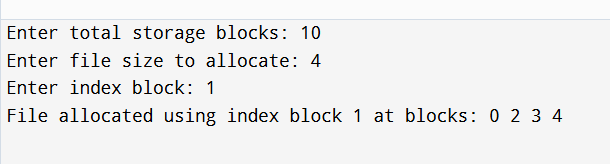 Enter total storage blocks: 10
Enter file size to allocate: 4
Enter index block: 1
File allocated using index block 1 at blocks: 0 2 3 4